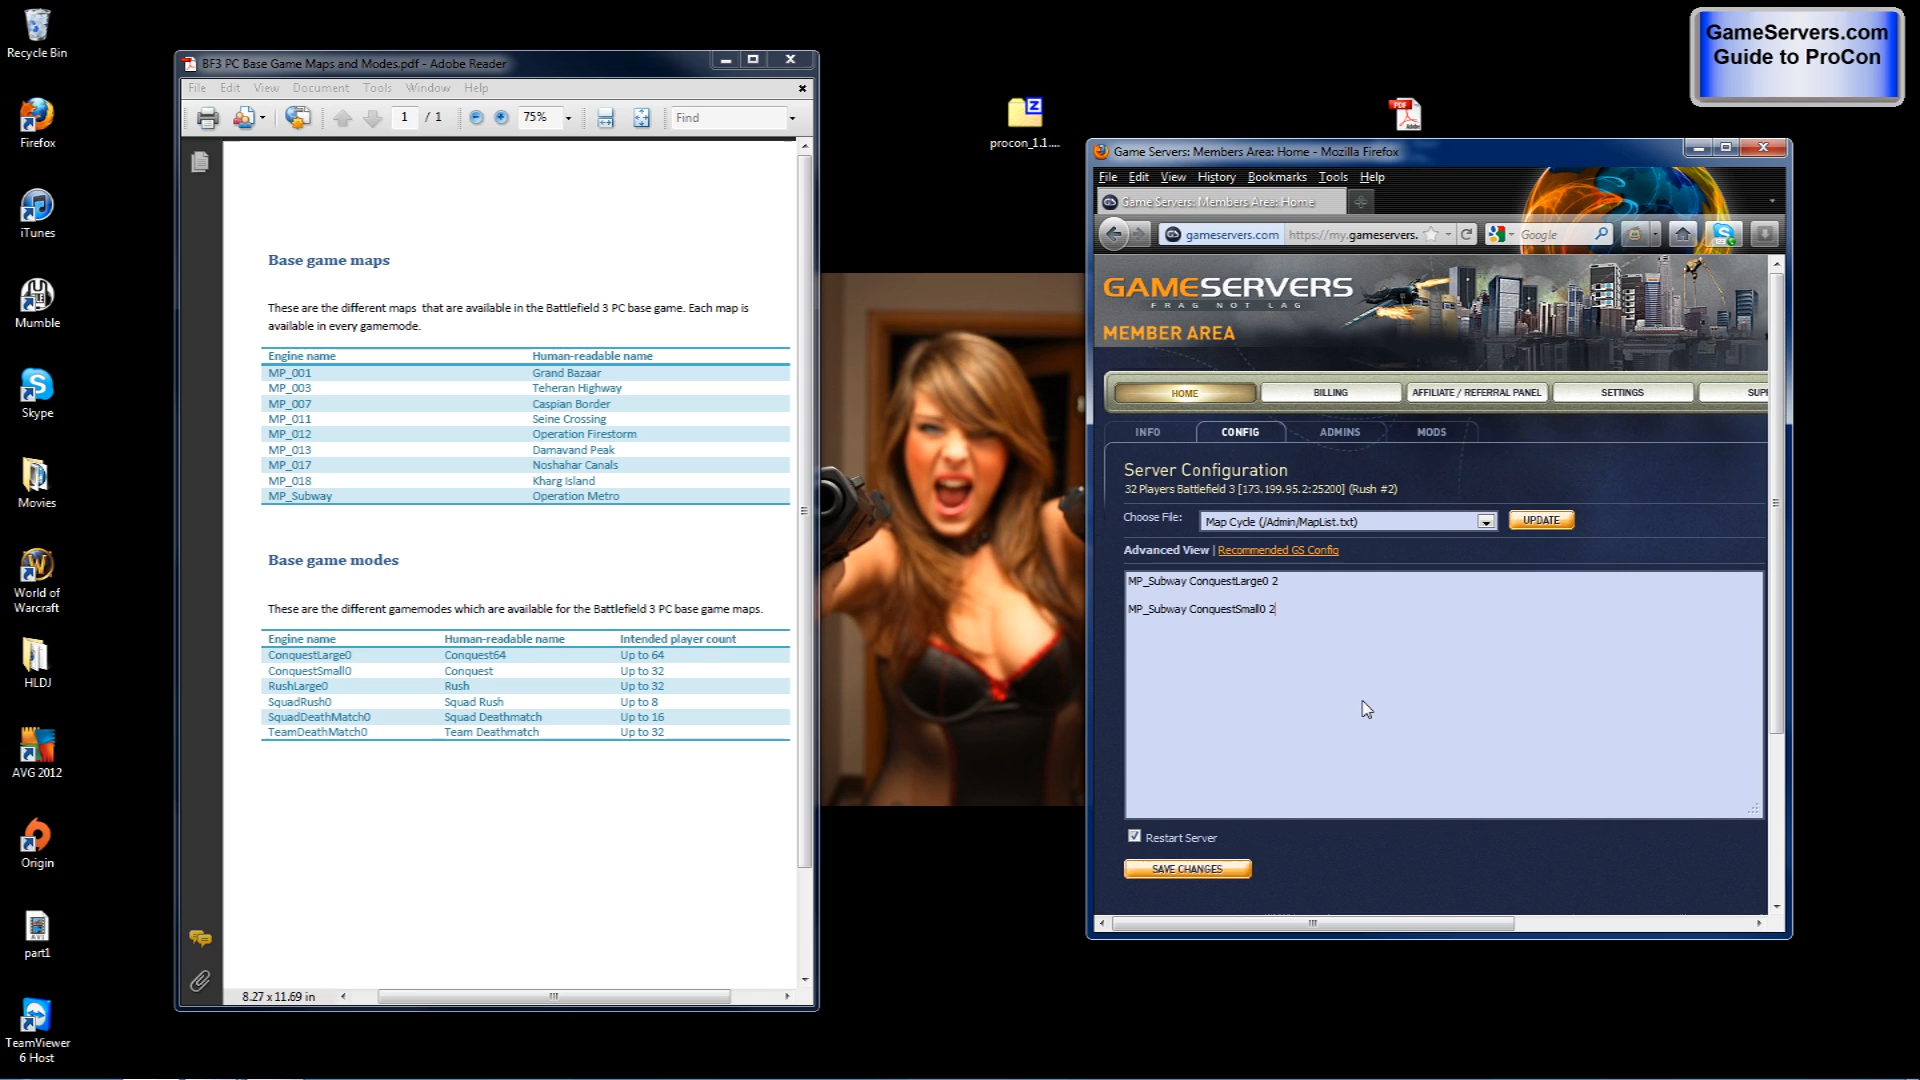 Recycle Bin
Firefox
iTunes
Mumble
Skype
Movies
World of
Warcraft
HLDJ
AVG 2012
Origin
part1
TeamViewer
6 Host
BF3 PC Base Game Maps and Modes.pdf - Adobe Reader
File Edit View Document Tools Window Help
1 / 1 75% Find
Base game maps
These are the different maps that are available in the Battlefield 3 PC base game. Each map is
available in every gamemode.
Engine name Human-readable name
MP_001 Grand Bazaar
MP_003 Teheran Highway
MP_007 Caspian Border
MP_011 Seine Crossing
MP_012 Operation Firestorm
MP_013 Damavand Peak
MP_017 Noshahar Canals
MP_018 Kharg Island
MP_Subway Operation Metro
Base game modes
These are the different gamemodes which are available for the Battlefield 3 PC base game maps.
Engine name Human-readable name Intended player count
ConquestLarge0 Conquest64 Up to 64
ConquestSmall0 Conquest Up to 32
RushLarge0 Rush Up to 32
SquadRush0 Squad Rush Up to 8
SquadDeathMatch0 Squad Deathmatch Up to 16
TeamDeathMatch0 Team Deathmatch Up to 32
8.27 x 11.69 in
procon_1.1....
PDF
Adobe
GameServers.com
Guide to ProCon
Game Servers: Members Area: Home - Mozilla Firefox
File Edit View History Bookmarks Tools Help
Game Servers: Members Area: Home
gameservers.com https://my.gameservers. Google
GAMESERVERS
FRAG NOT LAG
MEMBER AREA
HOME BILLING AFFILIATE / REFERRAL PANEL SETTINGS SUPP
INFO CONFIG ADMINS MODS
Server Configuration
32 Players Battlefield 3 [173.199.95.2:25200] (Rush #2)
Choose File: Map Cycle (/Admin/MapList.txt) UPDATE
Advanced View | Recommended GS Config
MP_Subway ConquestLarge0 2
MP_Subway ConquestSmall0 2
Restart Server
SAVE CHANGES